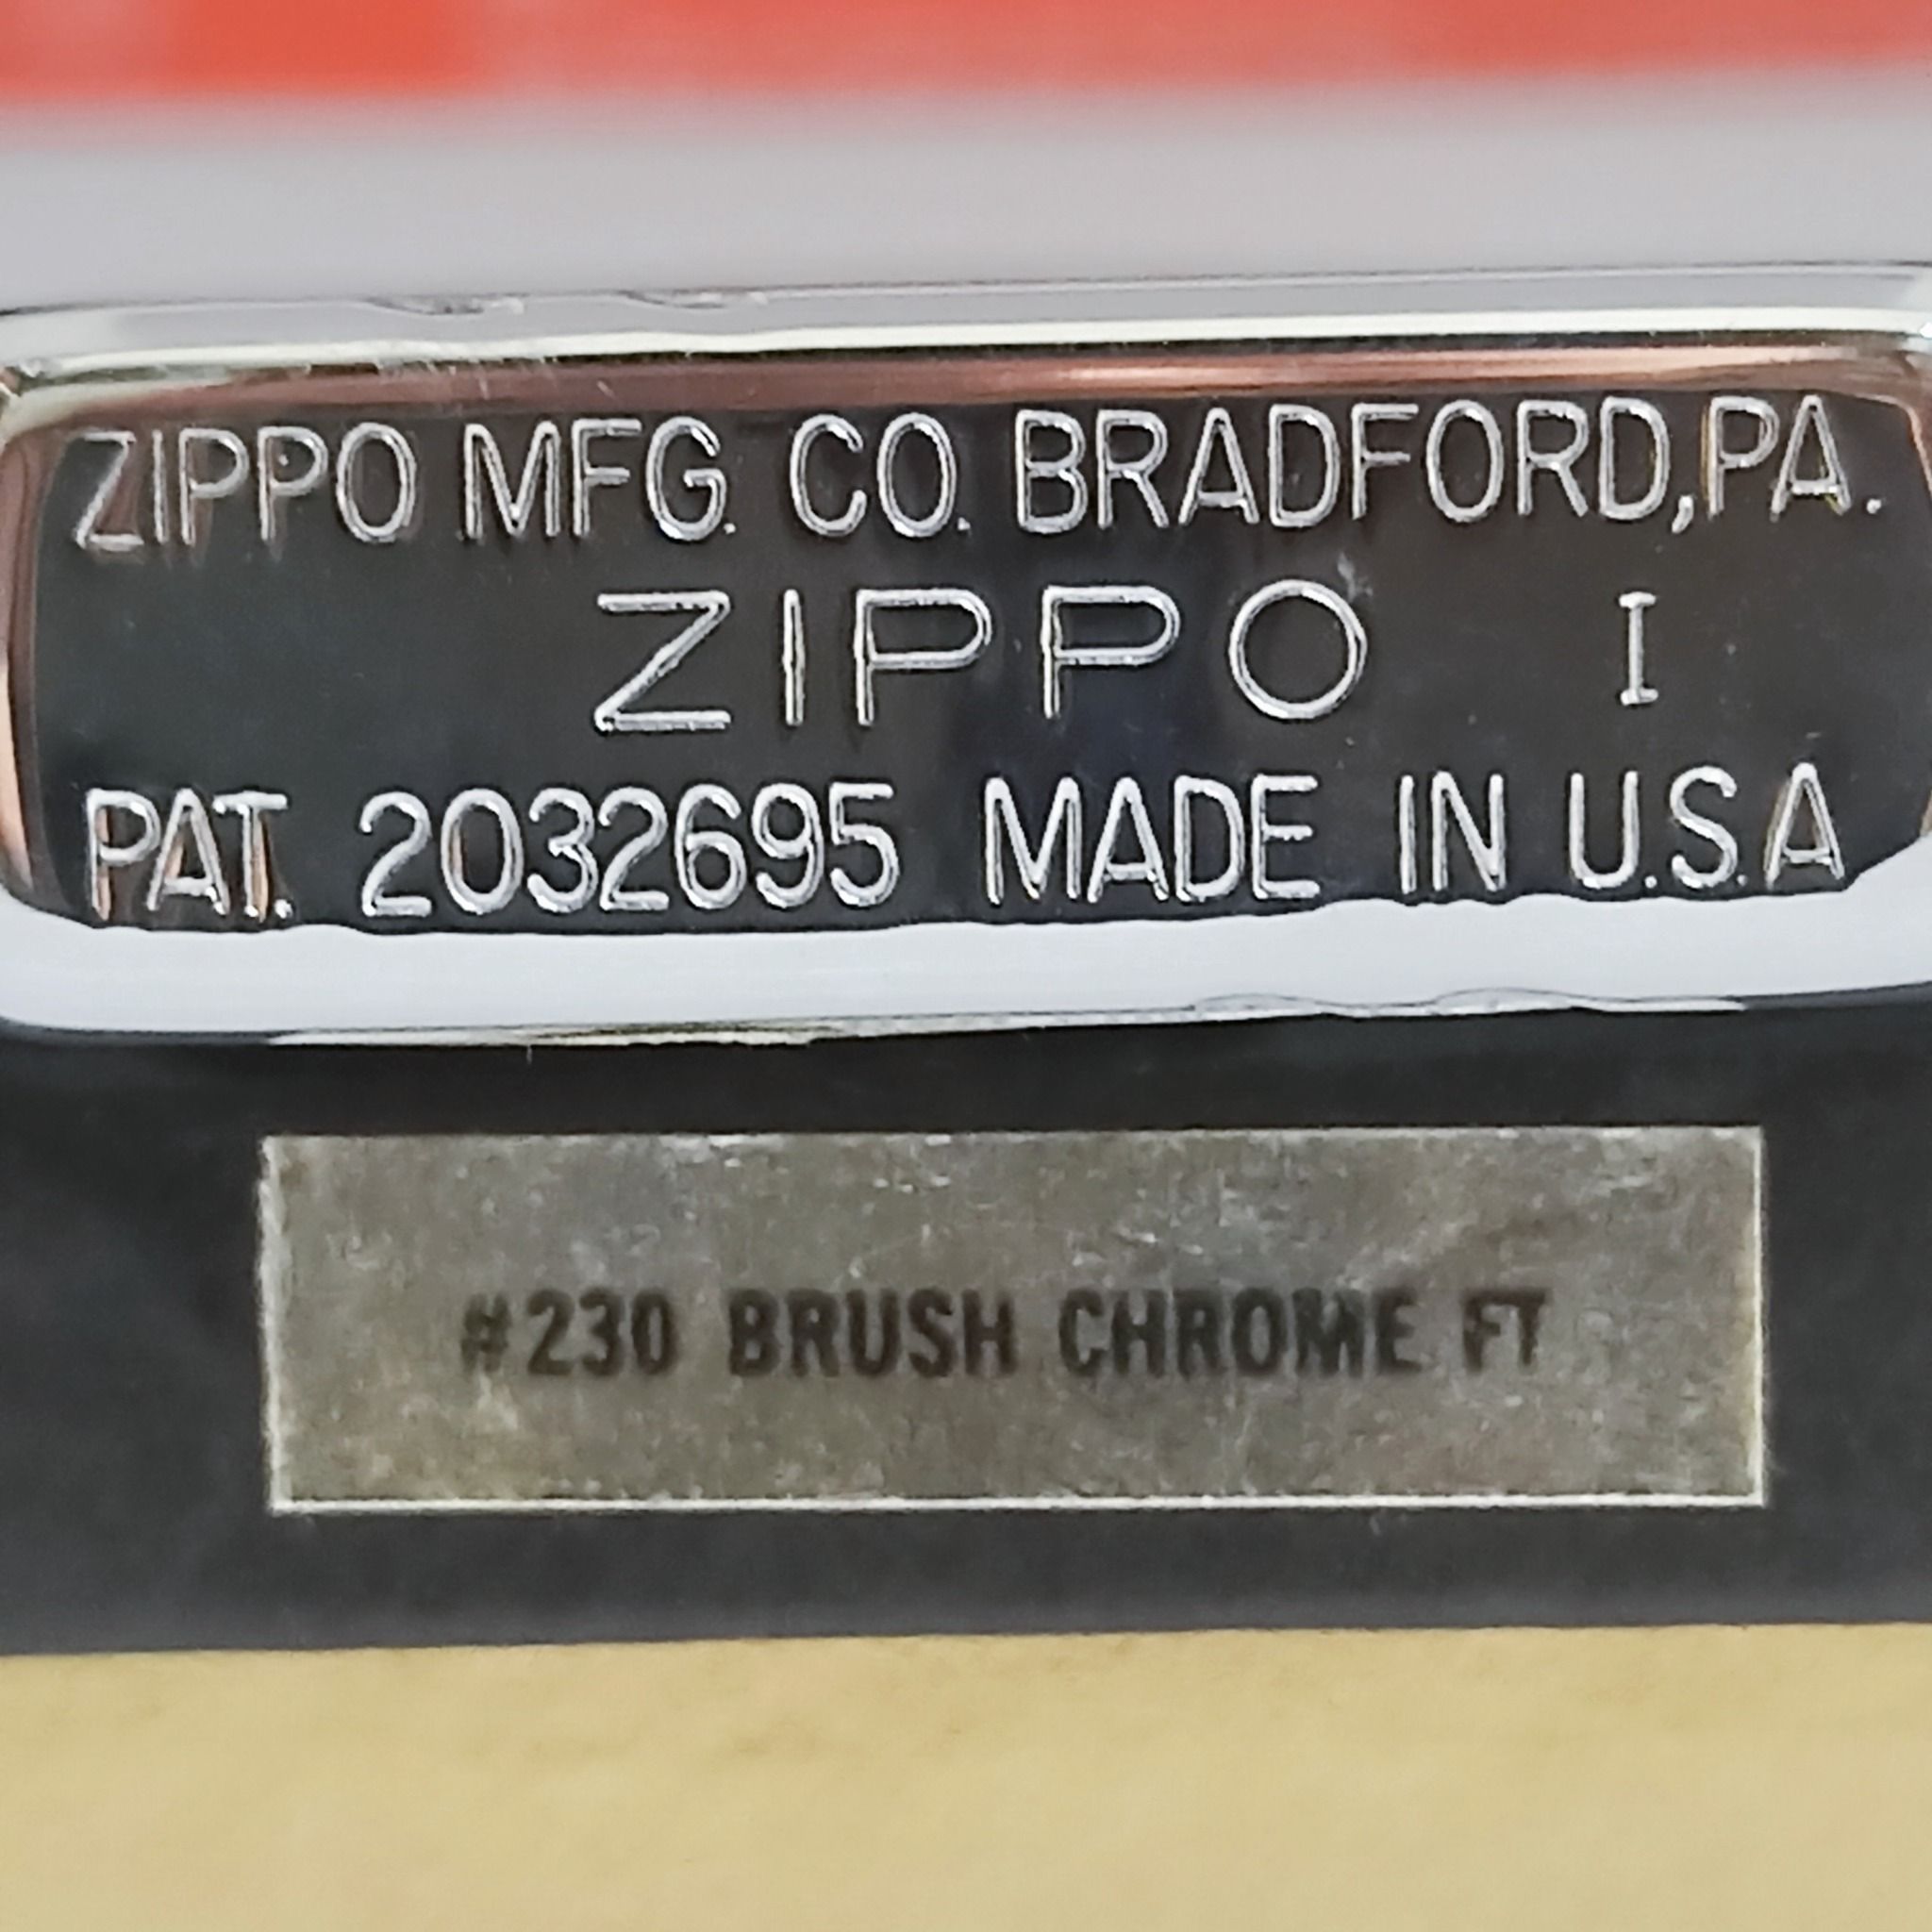 ZIPPO MFG. CO. BRADFORD, PA.
ZIPPO I
PAT. 2032695 MADE IN U.S.A
#230 BRUSH CHROME FT